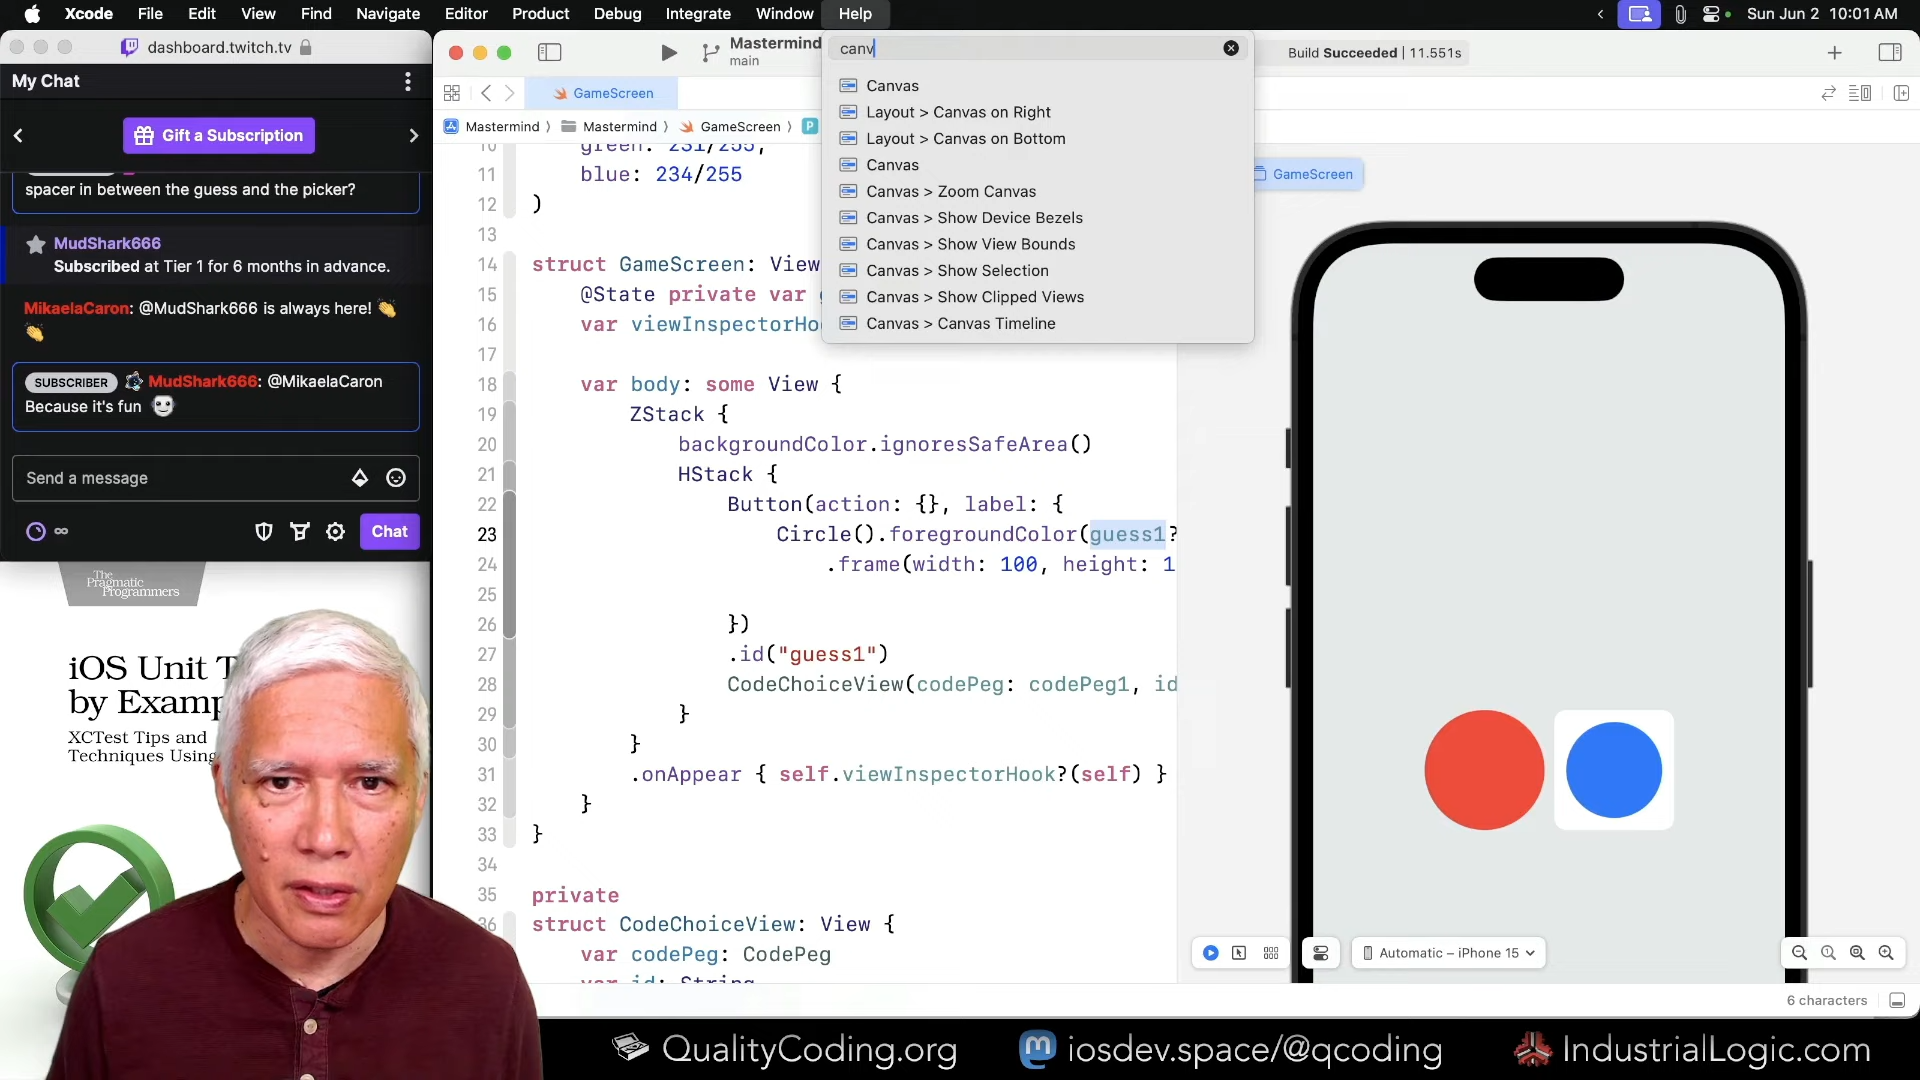 Xcode File Edit View Find Navigate Editor Product Debug Integrate Window Help
Sun Jun 2 10:01 AM
dashboard.twitch.tv
My Chat
Gift a Subscription
spacer in between the guess and the picker?
MudShark666
Subscribed at Tier 1 for 6 months in advance.
MikaelaCaron: @MudShark666 is always here! 👏
👏
SUBSCRIBER MudShark666: @MikaelaCaron
Because it's fun
Send a message
∞
Chat
The
Pragmatic
Programmers
iOS Unit T
by Examp
XCTest Tips and
Techniques Using
Mastermind
main
Build Succeeded | 11.551s
canv
Canvas
Layout > Canvas on Right
Layout > Canvas on Bottom
Canvas
Canvas > Zoom Canvas
Canvas > Show Device Bezels
Canvas > Show View Bounds
Canvas > Show Selection
Canvas > Show Clipped Views
Canvas > Canvas Timeline
GameScreen
Mastermind Mastermind GameScreen P
10 green: 231/255,
11 blue: 234/255
12 )
13
14 struct GameScreen: View
15 @State private var g
16 var viewInspectorHoo
17
18 var body: some View {
19 ZStack {
20 backgroundColor.ignoresSafeArea()
21 HStack {
22 Button(action: {}, label: {
23 Circle().foregroundColor(guess1?
24 .frame(width: 100, height: 1
25
26 })
27 .id("guess1")
28 CodeChoiceView(codePeg: codePeg1, id
29 }
30 }
31 .onAppear { self.viewInspectorHook?(self) }
32 }
33 }
34
35 private
36 struct CodeChoiceView: View {
var codePeg: CodePeg
var id: String
GameScreen
Automatic – iPhone 15
6 characters
QualityCoding.org
iosdev.space/@qcoding
IndustrialLogic.com